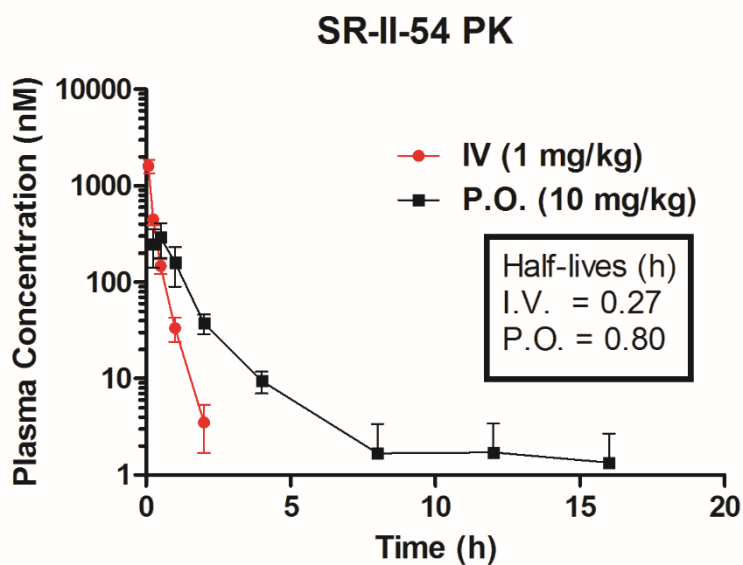 SR-II-54 PK
Plasma Concentration (nM)
10000
1000
100
10
1
IV (1 mg/kg)
P.O. (10 mg/kg)
Half-lives (h)
I.V. = 0.27
P.O. = 0.80
0 5 10 15 20
Time (h)